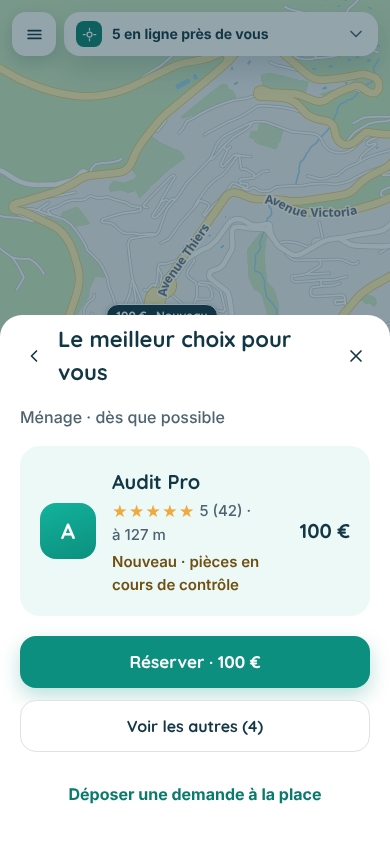 5 en ligne près de vous
Avenue Victoria
Avenue Thiers
100 € · Nouveau
Le meilleur choix pour
vous
Ménage · dès que possible
A
Audit Pro
★★★★★ 5 (42) ·
à 127 m
Nouveau · pièces en
cours de contrôle
100 €
Réserver · 100 €
Voir les autres (4)
Déposer une demande à la place